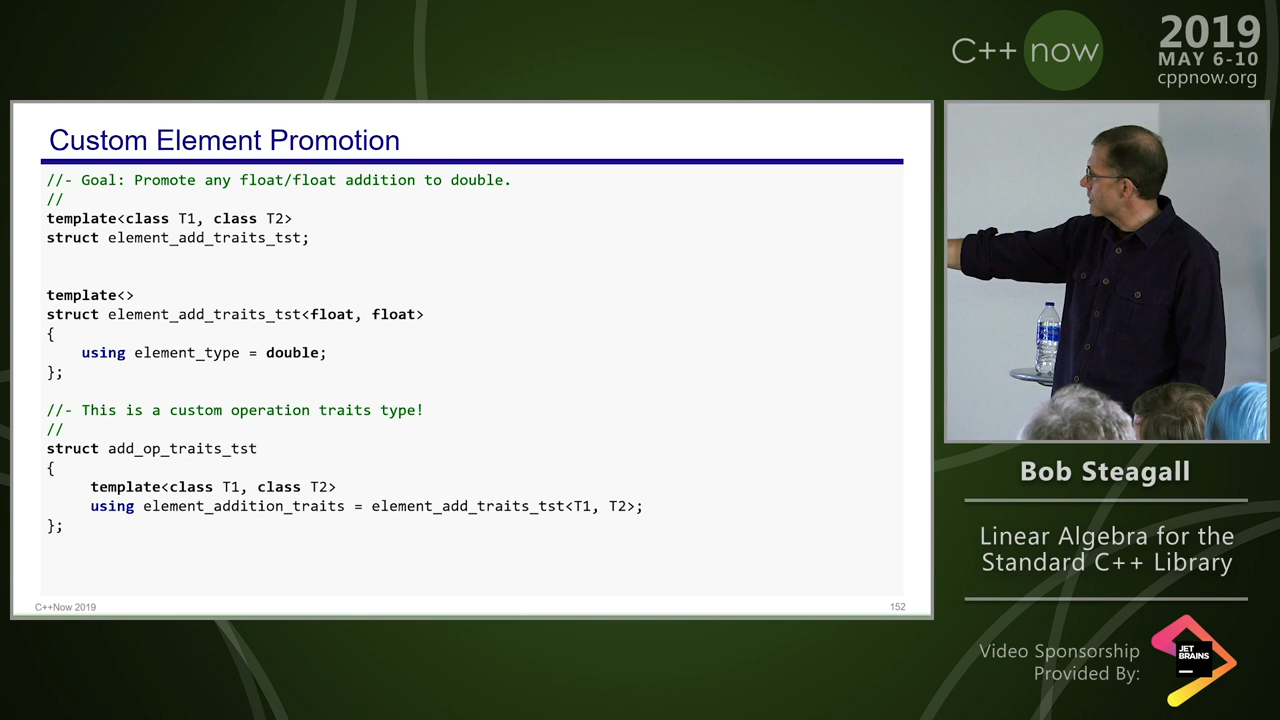 C++ now
2019
MAY 6-10
cppnow.org
Custom Element Promotion
//- Goal: Promote any float/float addition to double.
//
template<class T1, class T2>
struct element_add_traits_tst;
template<>
struct element_add_traits_tst<float, float>
{
    using element_type = double;
};
//- This is a custom operation traits type!
//
struct add_op_traits_tst
{
     template<class T1, class T2>
     using element_addition_traits = element_add_traits_tst<T1, T2>;
};
C++Now 2019
152
Bob Steagall
Linear Algebra for the
Standard C++ Library
Video Sponsorship
Provided By:
JET
BRAINS